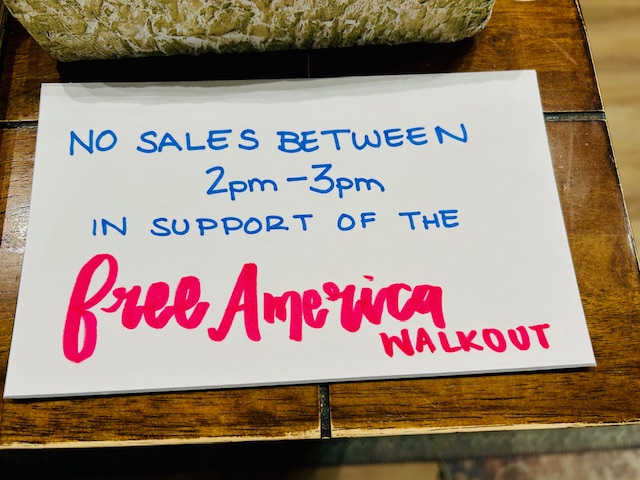 NO SALES BETWEEN
2pm - 3pm
IN SUPPORT OF THE
free America
WALKOUT